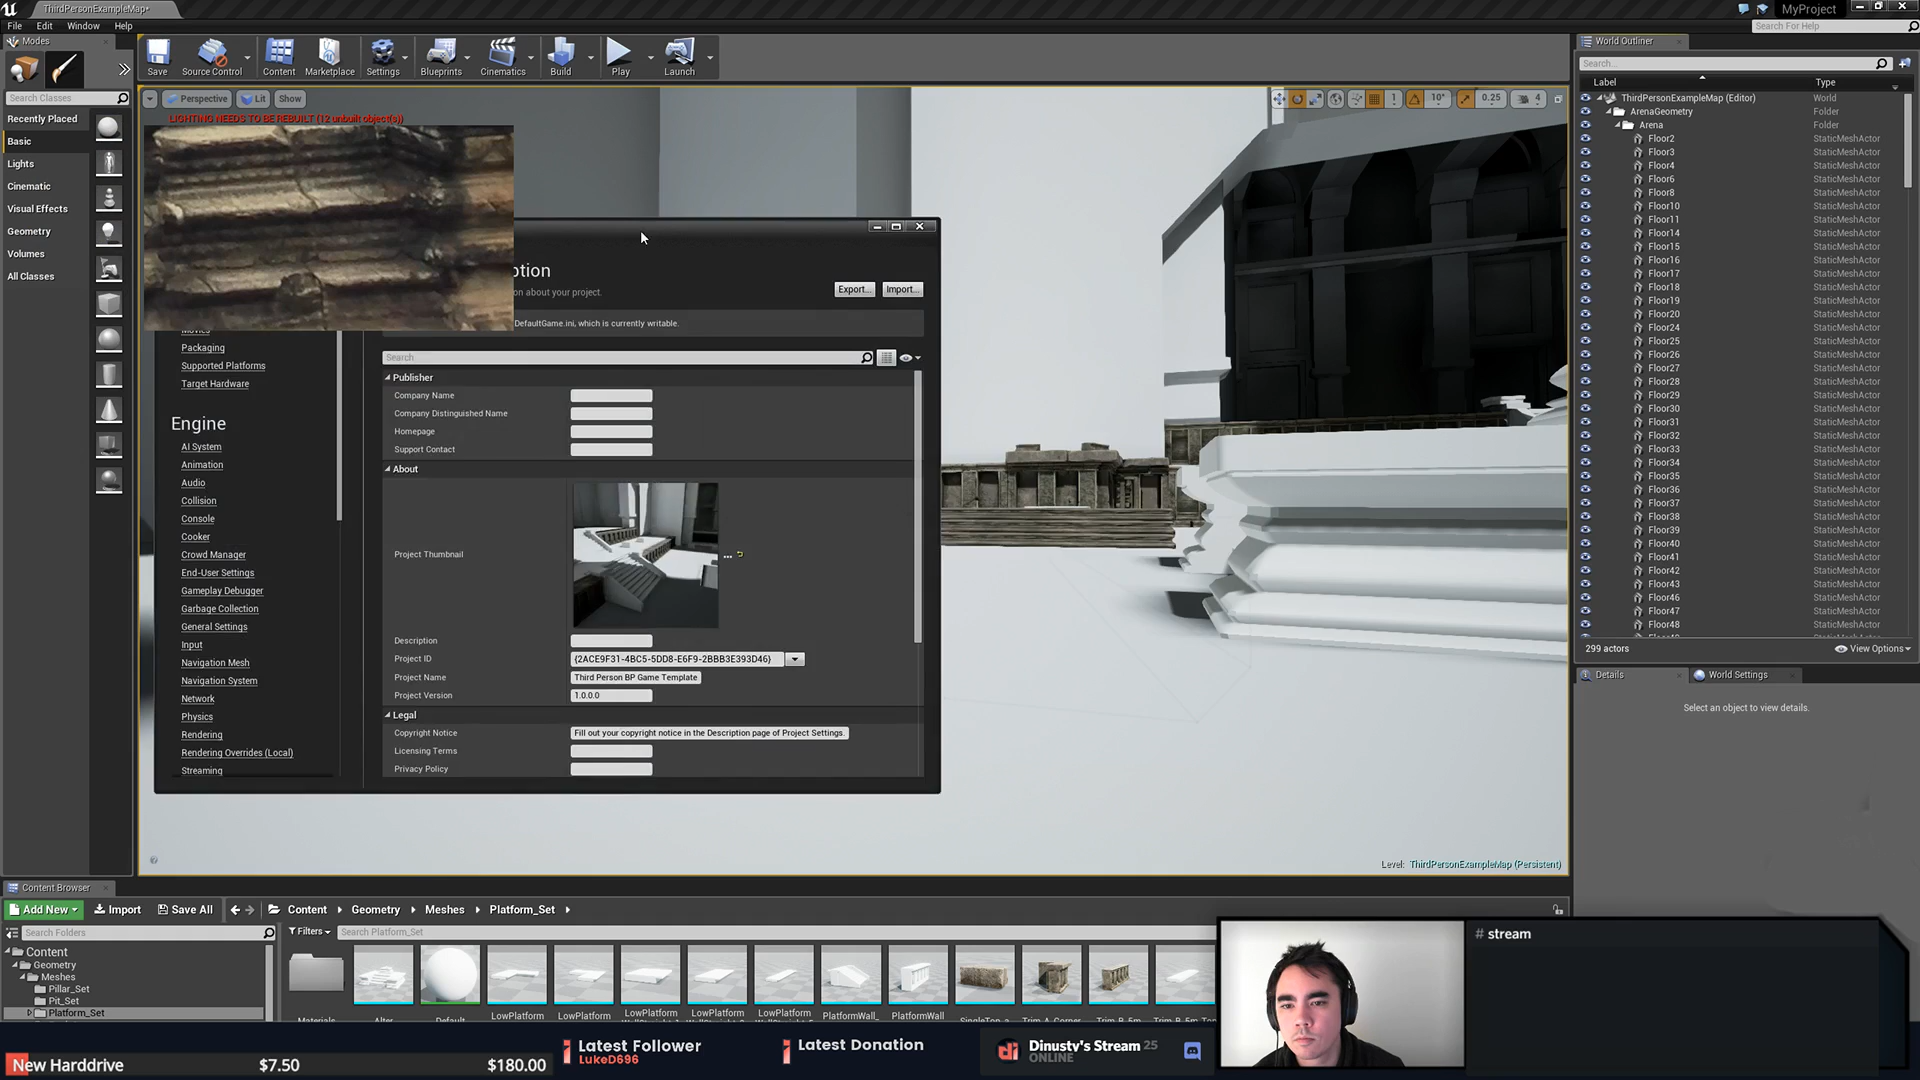 ThirdPersonExampleMap*
MyProject
File Edit Window Help
Search For Help
Modes
Search Classes
Recently Placed
Basic
Lights
Cinematic
Visual Effects
Geometry
Volumes
All Classes
Save
Source Control
Content
Marketplace
Settings
Blueprints
Cinematics
Build
Play
Launch
Perspective
Lit
Show
1
10°
0.25
4
LIGHTING NEEDS TO BE REBUILT (12 unbuilt object(s))
ption
on about your project.
Export...
Import...
DefaultGame.ini, which is currently writable.
Movies
Packaging
Supported Platforms
Target Hardware
Engine
AI System
Animation
Audio
Collision
Console
Cooker
Crowd Manager
End-User Settings
Gameplay Debugger
Garbage Collection
General Settings
Input
Navigation Mesh
Navigation System
Network
Physics
Rendering
Rendering Overrides (Local)
Streaming
Search
Publisher
Company Name
Company Distinguished Name
Homepage
Support Contact
About
Project Thumbnail
Description
Project ID
{2ACE9F31-4BC5-5DD8-E6F9-2BBB3E393D46}
Project Name
Third Person BP Game Template
Project Version
1.0.0.0
Legal
Copyright Notice
Fill out your copyright notice in the Description page of Project Settings.
Licensing Terms
Privacy Policy
Level: ThirdPersonExampleMap (Persistent)
World Outliner
Search...
Label Type
ThirdPersonExampleMap (Editor) World
ArenaGeometry Folder
Arena Folder
Floor2 StaticMeshActor
Floor3 StaticMeshActor
Floor4 StaticMeshActor
Floor6 StaticMeshActor
Floor8 StaticMeshActor
Floor10 StaticMeshActor
Floor11 StaticMeshActor
Floor14 StaticMeshActor
Floor15 StaticMeshActor
Floor16 StaticMeshActor
Floor17 StaticMeshActor
Floor18 StaticMeshActor
Floor19 StaticMeshActor
Floor20 StaticMeshActor
Floor24 StaticMeshActor
Floor25 StaticMeshActor
Floor26 StaticMeshActor
Floor27 StaticMeshActor
Floor28 StaticMeshActor
Floor29 StaticMeshActor
Floor30 StaticMeshActor
Floor31 StaticMeshActor
Floor32 StaticMeshActor
Floor33 StaticMeshActor
Floor34 StaticMeshActor
Floor35 StaticMeshActor
Floor36 StaticMeshActor
Floor37 StaticMeshActor
Floor38 StaticMeshActor
Floor39 StaticMeshActor
Floor40 StaticMeshActor
Floor41 StaticMeshActor
Floor42 StaticMeshActor
Floor43 StaticMeshActor
Floor46 StaticMeshActor
Floor47 StaticMeshActor
Floor48 StaticMeshActor
299 actors
View Options
Details
World Settings
Select an object to view details.
Content Browser
Add New
Import
Save All
Content
Geometry
Meshes
Platform_Set
Search Folders
Filters
Search Platform_Set
Content
Geometry
Meshes
Pillar_Set
Pit_Set
Platform_Set
Materials
Alter
Default
LowPlatform
LowPlatform
LowPlatform
LowPlatform
LowPlatform
PlatformWall_
PlatformWall
SingleTop_a
Trim_A_Corner
Trim_B_5m
# stream
New Harddrive
$7.50
$180.00
Latest Follower
LukeD696
Latest Donation
Dinusty's Stream 25
ONLINE